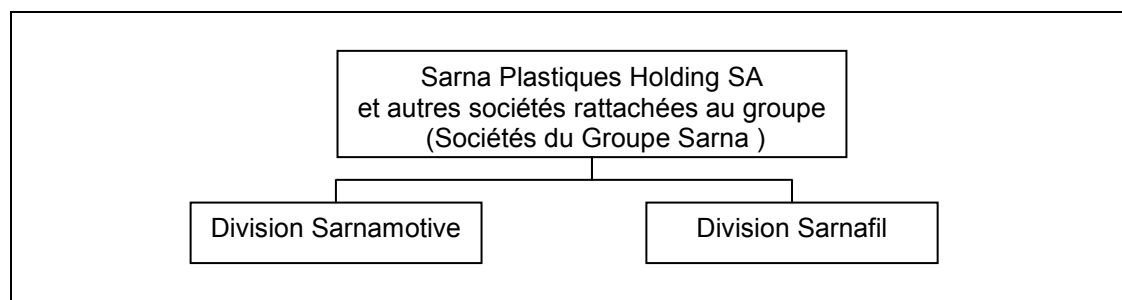 Sarna Plastiques Holding SA
et autres sociétés rattachées au groupe
(Sociétés du Groupe Sarna )
Division Sarnamotive
Division Sarnafil